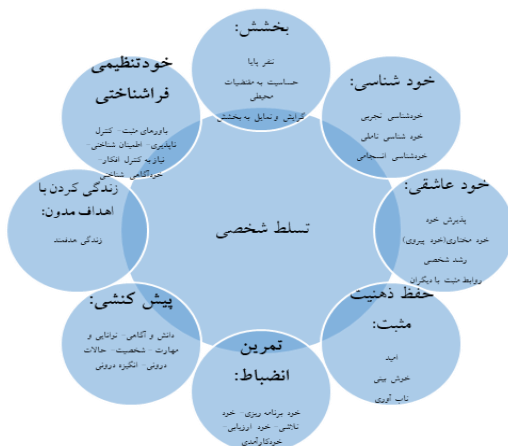 بخشش:
تنفر پایا
حساسیت به مقتضیات
محیطی
گرایش و تمایل به بخشش
خود شناسی:
خودشناسی تجربی
خود شناسی تاملی
خودشناسی انسجامی
خود عاشقی:
پذیرش خود
خود مختاری(خود پیروی)
رشد شخصی
روابط مثبت با دیگران
حفظ ذهنیت
مثبت:
امید
خوش بینی
تاب آوری
تمرین
انضباط:
خود برنامه ریزی- خود
تلاشی- خود ارزیابی-
خودکارآمدی
پیش کنشی:
دانش و آگاهی- توانایی و
مهارت- شخصیت- حالات
درونی- انگیزه درونی
زندگی کردن با
اهداف مدون:
زندگی هدفمند
خودتنظیمی
فراشناختی
باورهای مثبت- کنترل
ناپذیری- اطمینان شناختی-
نیاز به کنترل افکار-
خودآگاهی شناختی
تسلط شخصی